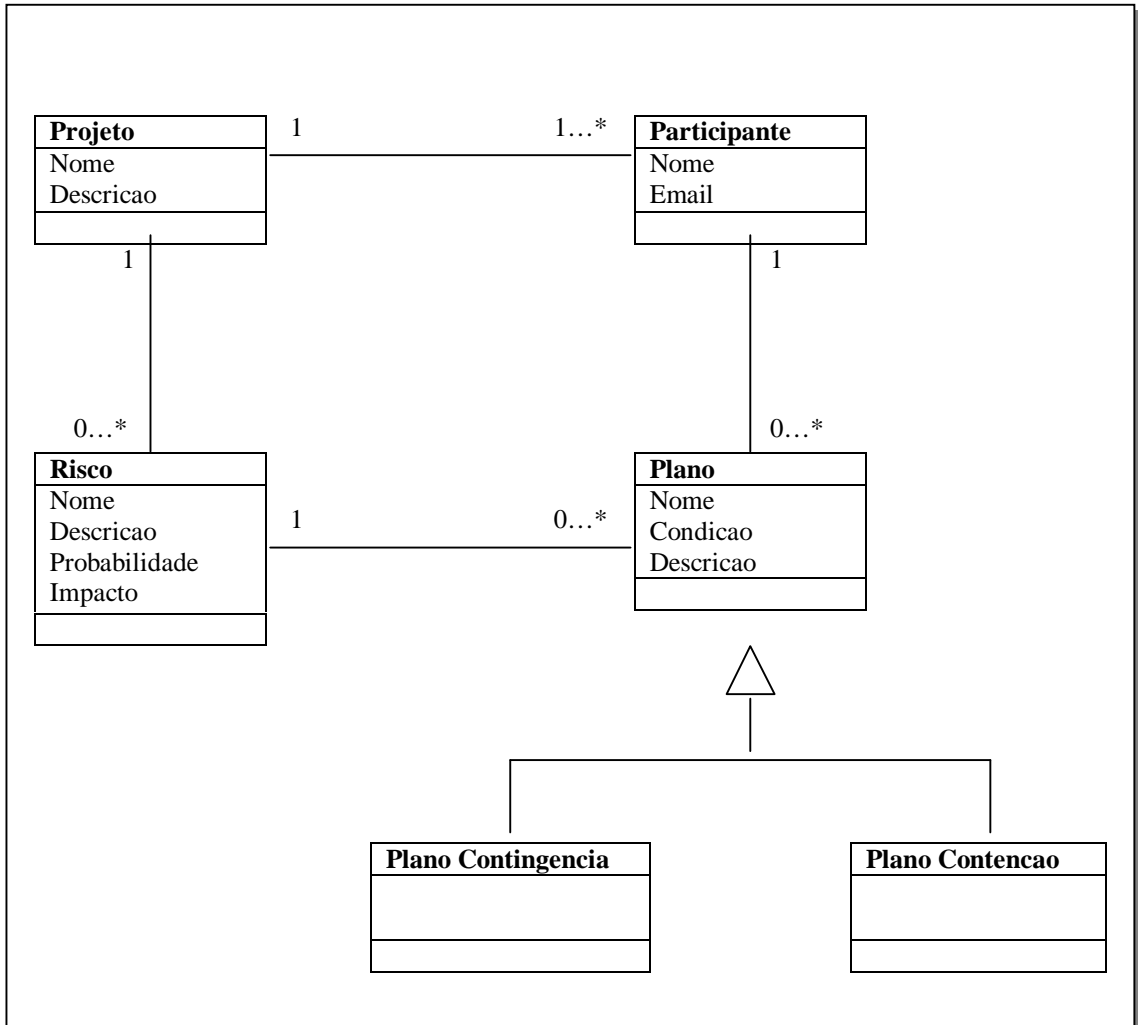 Projeto
Nome
Descricao
1
1…*
Participante
Nome
Email
1
1
0…*
0…*
Risco
Nome
Descricao
Probabilidade
Impacto
1
0…*
Plano
Nome
Condicao
Descricao
Plano Contingencia
Plano Contencao